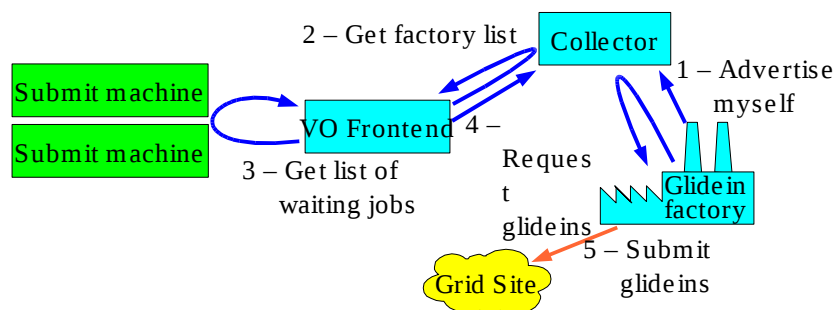 2 – Get factory list
Collector
1 – Advertise
myself
Submit machine
Submit machine
VO Frontend
4 –
Reques
t
glideins
3 – Get list of
waiting jobs
Glidein
factory
5 – Submit
glideins
Grid Site